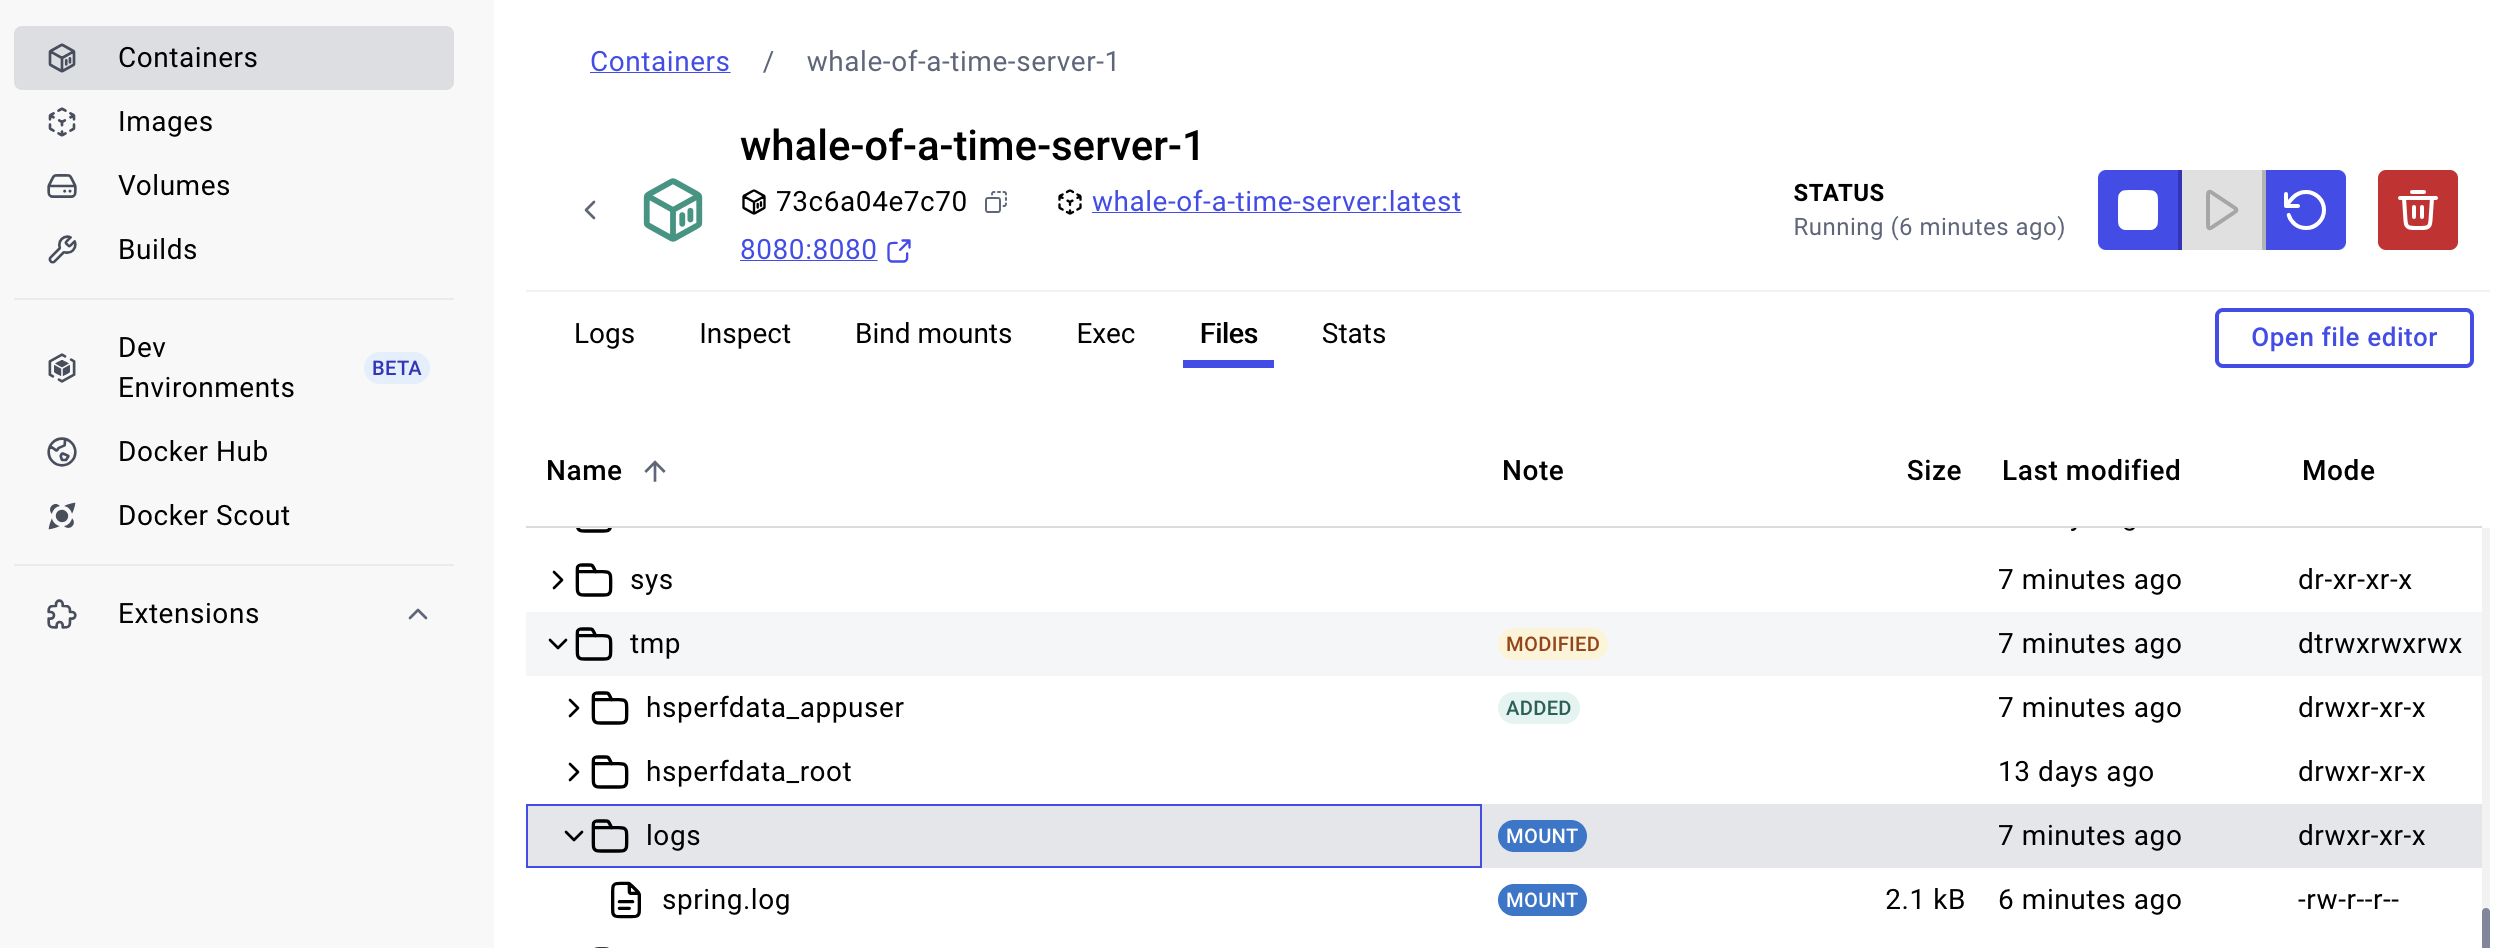 Containers
Images
Volumes
Builds
Dev
Environments
BETA
Docker Hub
Docker Scout
Extensions
Containers / whale-of-a-time-server-1
whale-of-a-time-server-1
73c6a04e7c70 whale-of-a-time-server:latest
8080:8080
STATUS
Running (6 minutes ago)
Logs Inspect Bind mounts Exec Files Stats
Open file editor
Name Note Size Last modified Mode
sys 7 minutes ago dr-xr-xr-x
tmp MODIFIED 7 minutes ago dtrwxrwxrwx
hsperfdata_appuser ADDED 7 minutes ago drwxr-xr-x
hsperfdata_root 13 days ago drwxr-xr-x
logs MOUNT 7 minutes ago drwxr-xr-x
spring.log MOUNT 2.1 kB 6 minutes ago -rw-r--r--